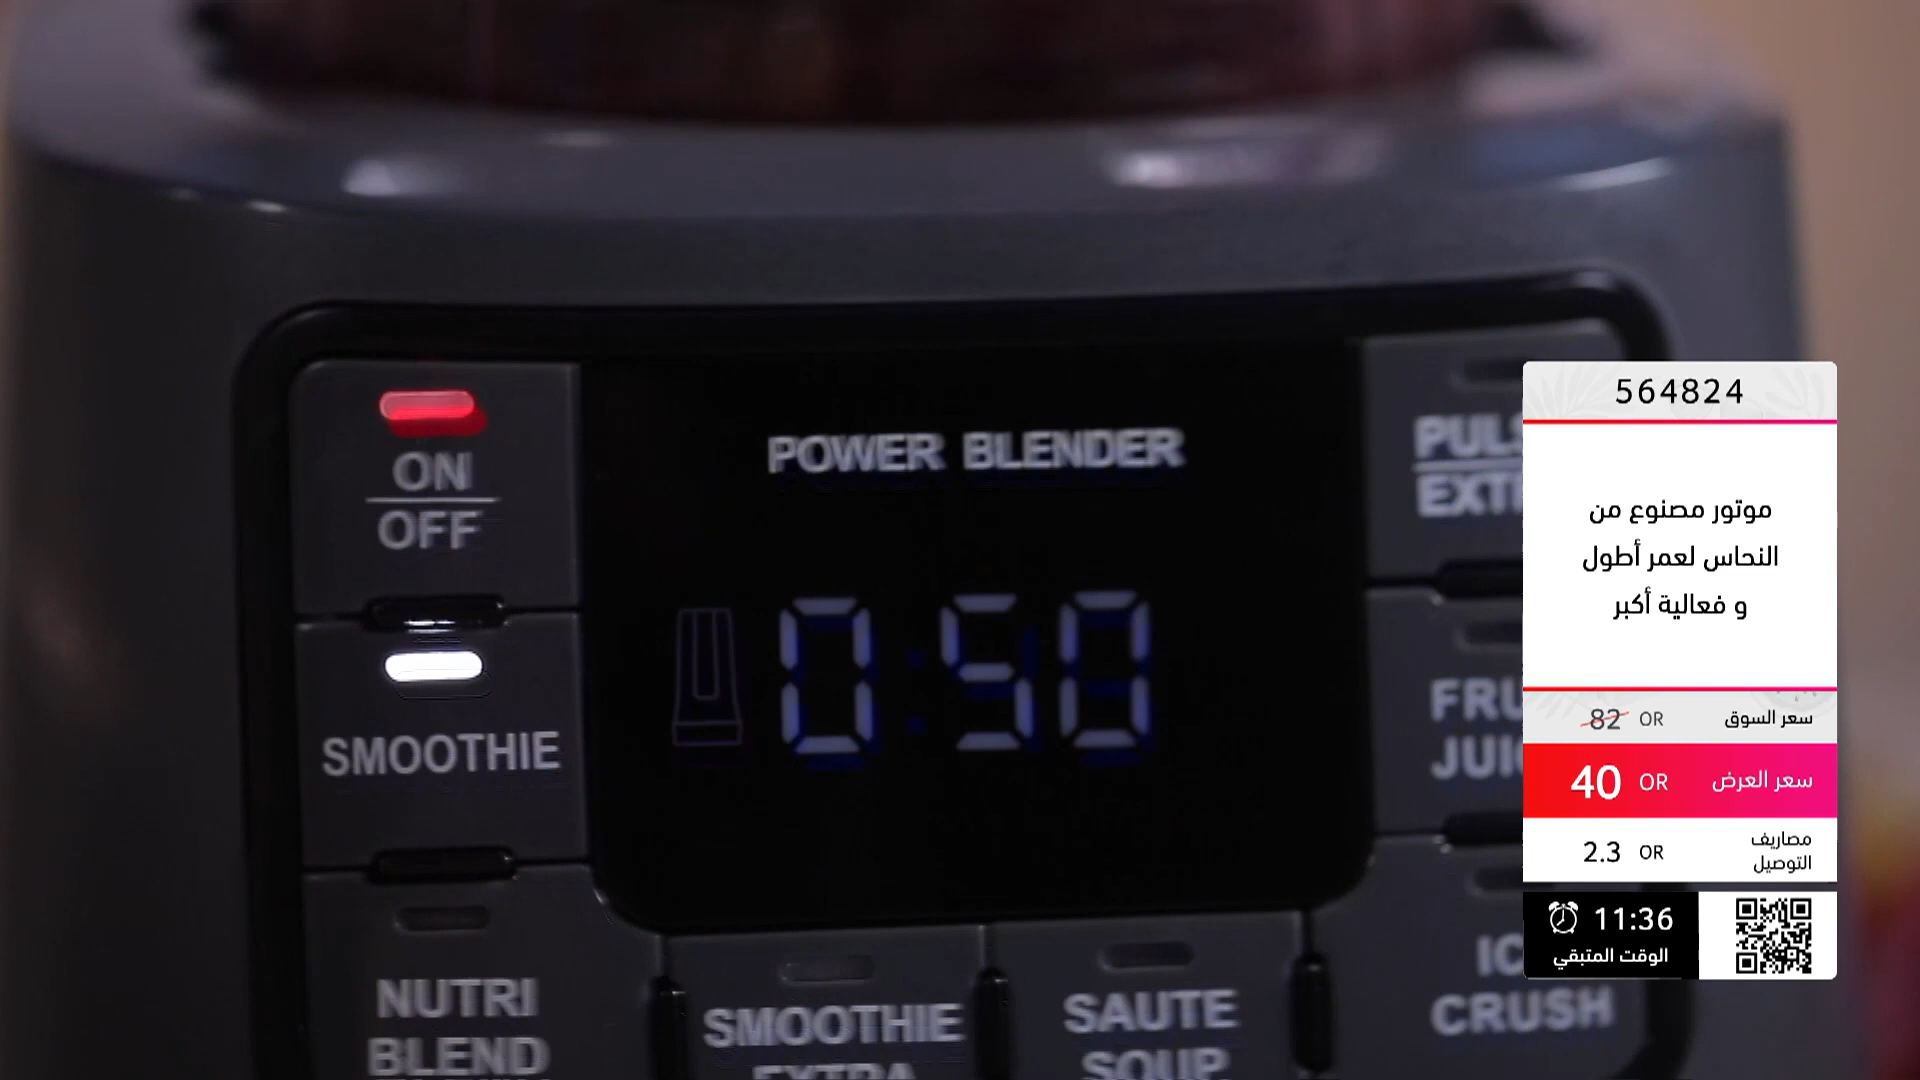 ON
OFF
POWER BLENDER
0:50
SMOOTHIE
NUTRI
BLEND
SMOOTHIE
EXTRA
SAUTE
SOUP
CRUSH
564824
موتور مصنوع من
النحاس لعمر أطول
و فعالية أكبر
سعر السوق OR 82
سعر العرض OR 40
مصاريف
التوصيل
OR 2.3
11:36
الوقت المتبقي